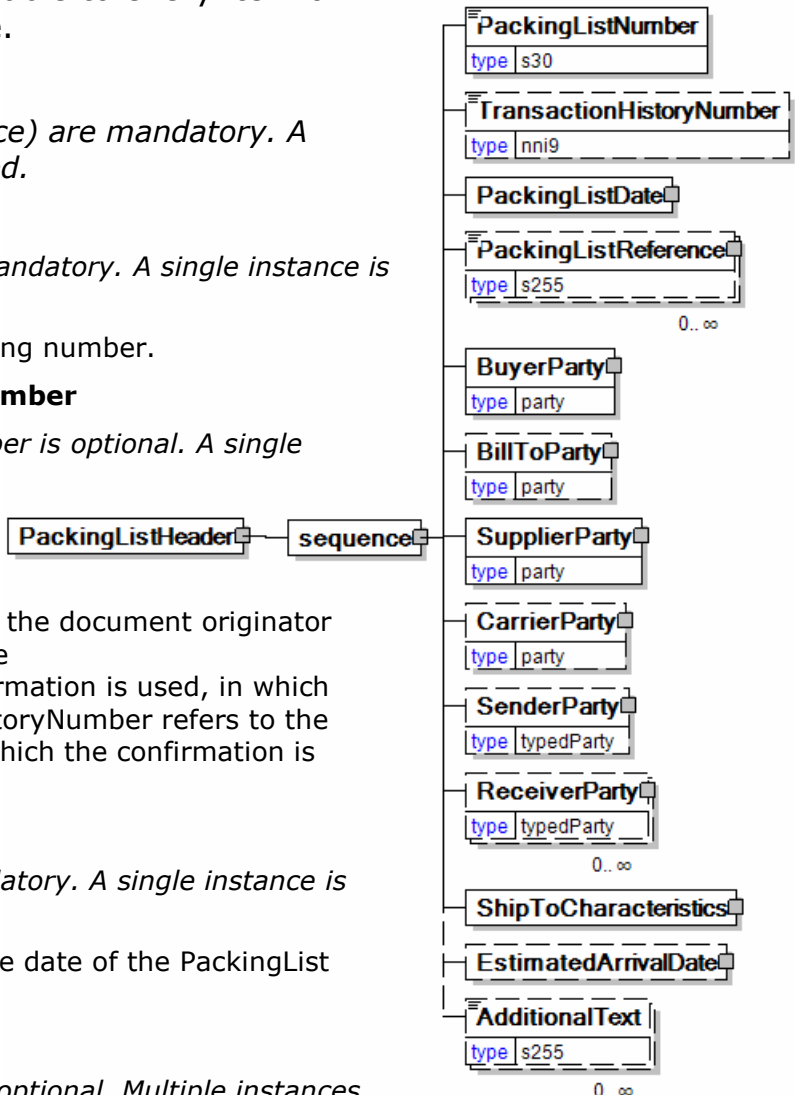 e.
ce) are mandatory. A
d.
andatory. A single instance is
ng number.
mber
er is optional. A single
the document originator
e
rmation is used, in which
toryNumber refers to the
hich the confirmation is
latory. A single instance is
e date of the PackingList
optional. Multiple instances
PackingListHeader
sequence
PackingListNumber
type s30
TransactionHistoryNumber
type nni9
PackingListDate
PackingListReference
type s255
0.. ∞
BuyerParty
type party
BillToParty
type party
SupplierParty
type party
CarrierParty
type party
SenderParty
type typedParty
ReceiverParty
type typedParty
0.. ∞
ShipToCharacteristics
EstimatedArrivalDate
AdditionalText
type s255
0.. ∞